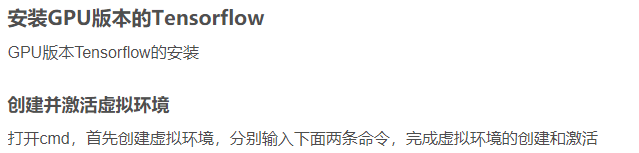 安装GPU版本的Tensorflow
GPU版本Tensorflow的安装
创建并激活虚拟环境
打开cmd，首先创建虚拟环境，分别输入下面两条命令，完成虚拟环境的创建和激活